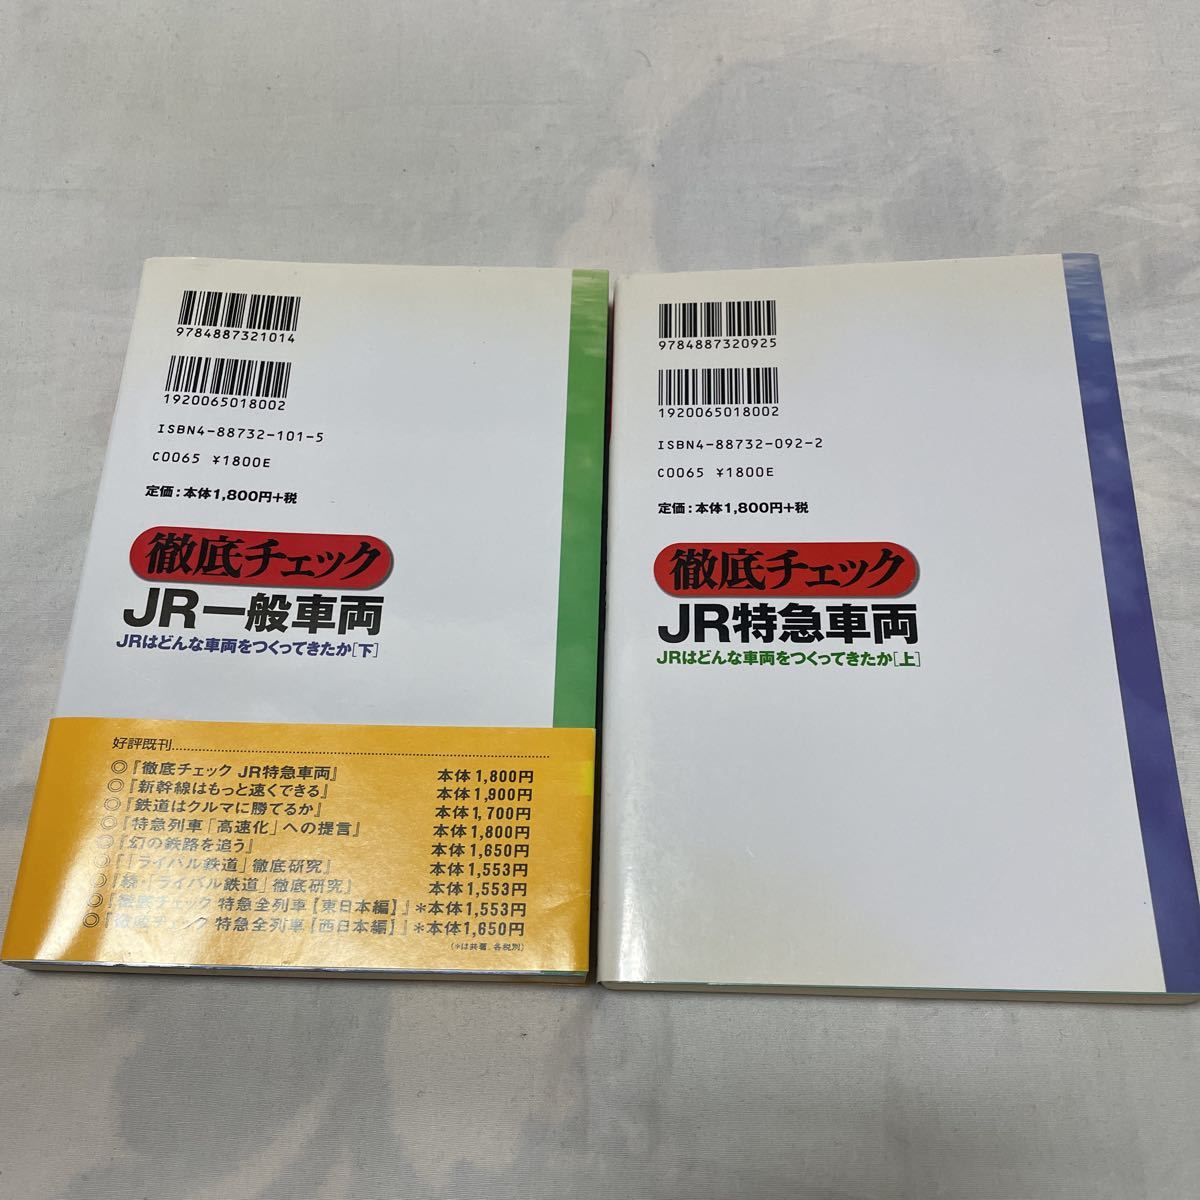 9784887321014
1920065018002
ISBN4-88732-101-5
C0065 ¥1800E
定価：本体1,800円+税
徹底チェック
JR一般車両
JRはどんな車両をつくってきたか[下]
好評既刊
◎『徹底チェック JR特急車両』 本体1,800円
◎『新幹線はもっと速くできる』 本体1,900円
◎『鉄道はクルマに勝てるか』 本体1,700円
◎『特急列車「高速化」への提言』 本体1,800円
◎『幻の鉄路を追う』 本体1,650円
◎『「ライバル鉄道」徹底研究』 本体1,553円
◎『続・「ライバル鉄道」徹底研究』 本体1,553円
◎『徹底チェック 特急全列車【東日本編】』*本体1,553円
◎『徹底チェック 特急全列車【西日本編】』*本体1,650円
(*は共著、各税別)
9784887320925
1920065018002
ISBN4-88732-092-2
C0065 ¥1800E
定価：本体1,800円+税
徹底チェック
JR特急車両
JRはどんな車両をつくってきたか[上]